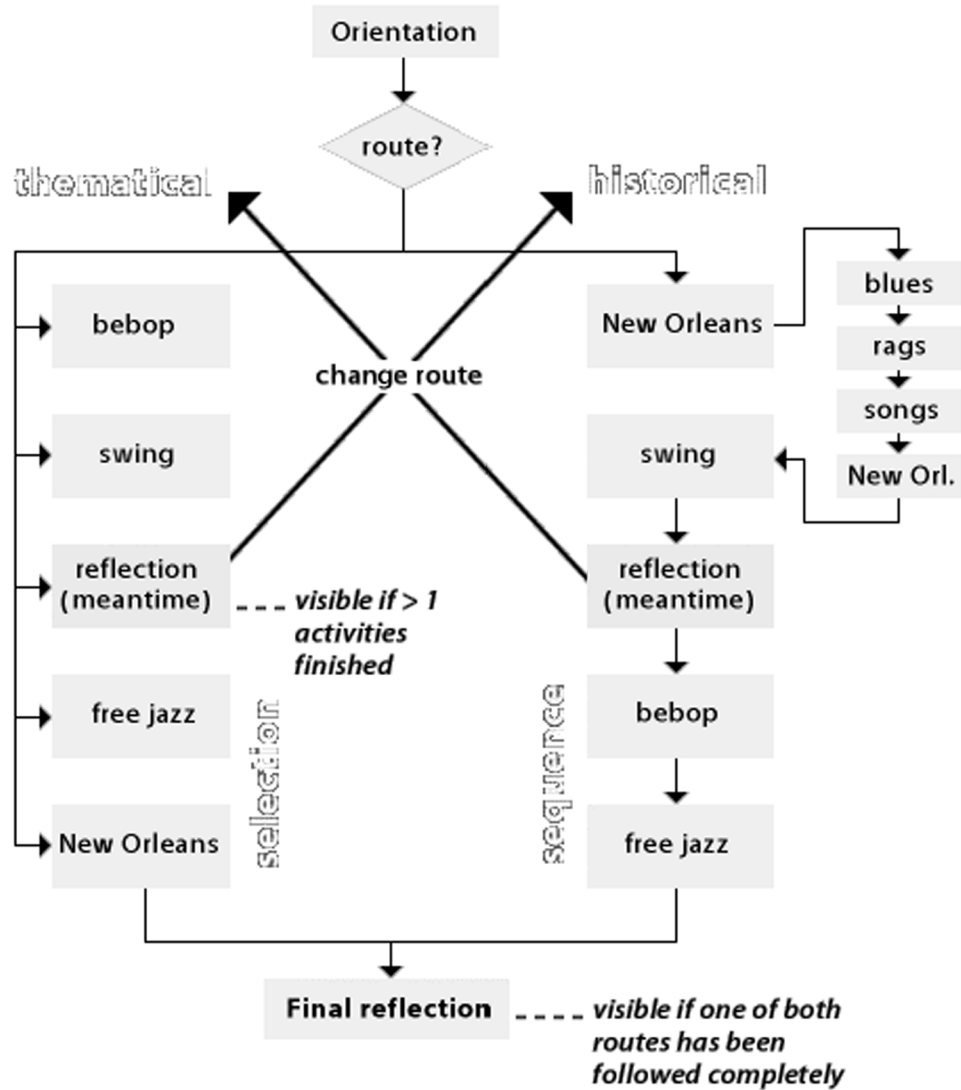 Orientation
route?
thematical
historical
bebop
New Orleans
blues
rags
songs
New Orl.
change route
swing
swing
reflection
(meantime)
visible if > 1
activities
finished
reflection
(meantime)
free jazz
selection
sequence
bebop
New Orleans
free jazz
Final reflection
visible if one of both
routes has been
followed completely